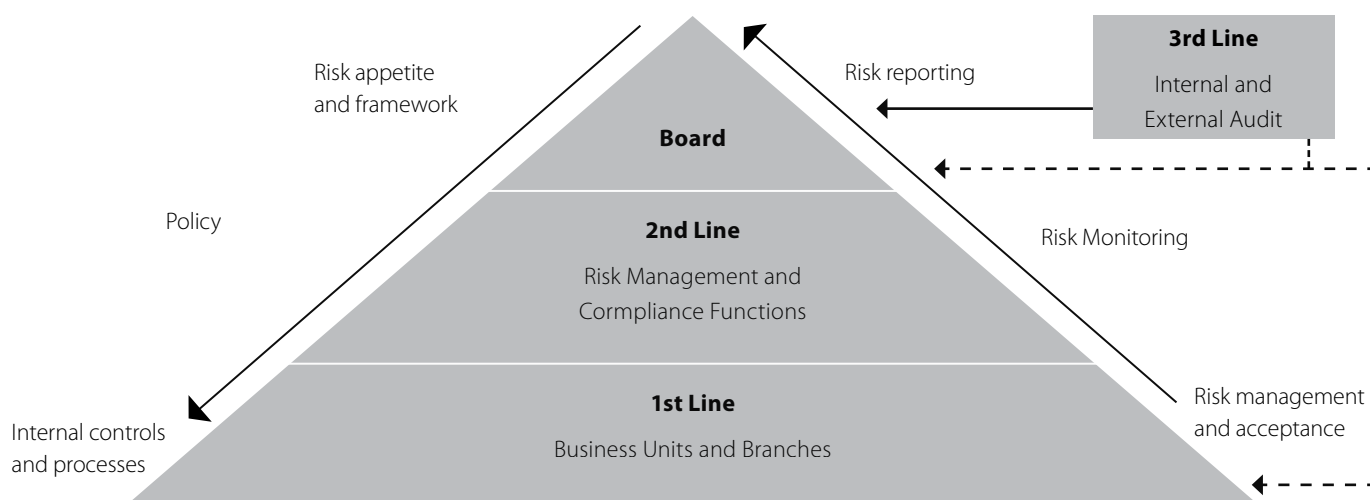 3rd Line
Internal and
External Audit
Risk appetite
and framework
Risk reporting
Board
Policy
2nd Line
Risk Management and
Cormpliance Functions
Risk Monitoring
1st Line
Business Units and Branches
Internal controls
and processes
Risk management
and acceptance